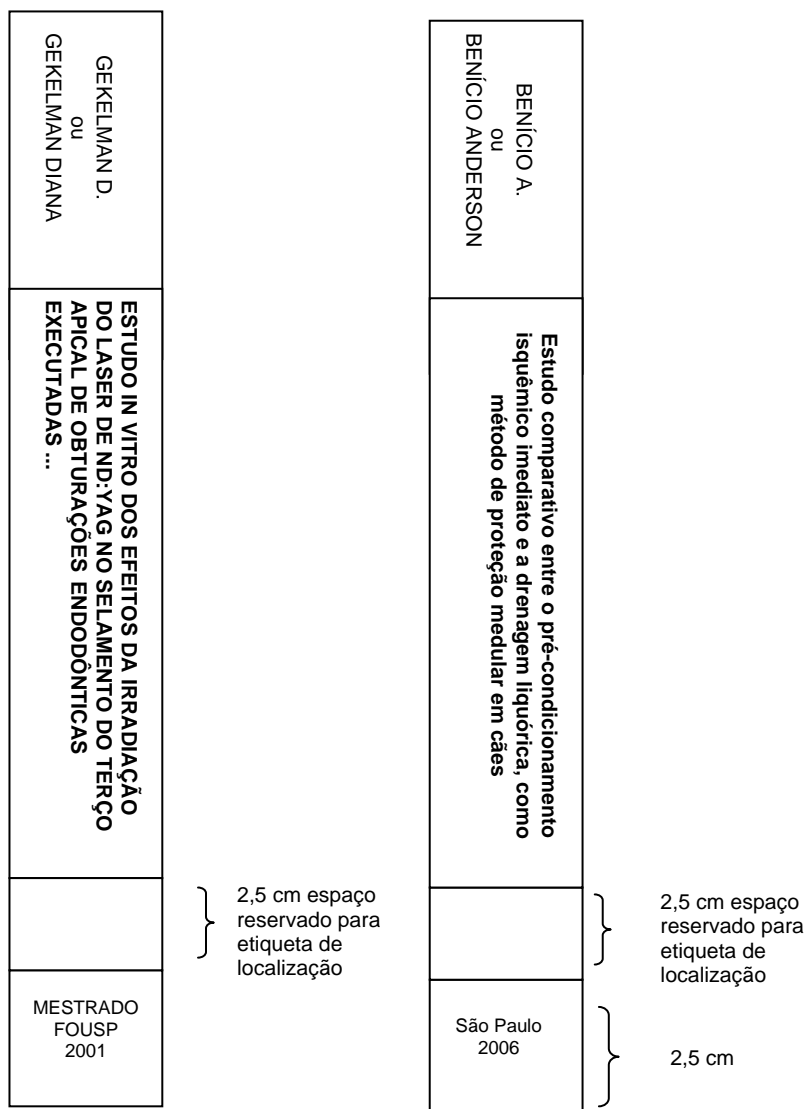 GEKELMAN D.
ou
GEKELMAN DIANA
ESTUDO IN VITRO DOS EFEITOS DA IRRADIAÇÃO
DO LASER DE ND:YAG NO SELAMENTO DO TERÇO
APICAL DE OBTURAÇÕES ENDODÔNTICAS
EXECUTADAS ...
2,5 cm espaço
reservado para
etiqueta de
localização
MESTRADO
FOUSP
2001
BENÍCIO A.
ou
BENÍCIO ANDERSON
Estudo comparativo entre o pré-condicionamento
isquêmico imediato e a drenagem liquórica, como
método de proteção medular em cães
2,5 cm espaço
reservado para
etiqueta de
localização
São Paulo
2006
2,5 cm